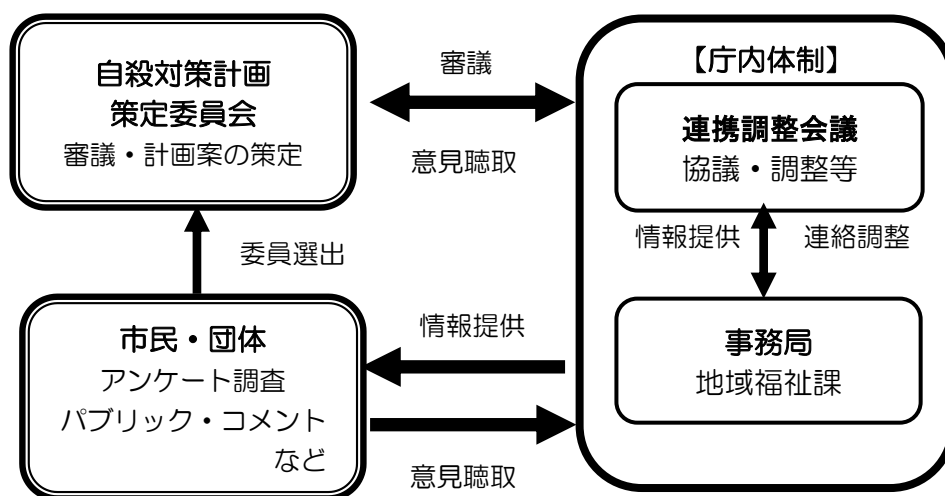 自殺対策計画
策定委員会
審議・計画案の策定
審議
意見聴取
【庁内体制】
連携調整会議
協議・調整等
情報提供
連絡調整
事務局
地域福祉課
委員選出
市民・団体
アンケート調査
パブリック・コメント
など
情報提供
意見聴取